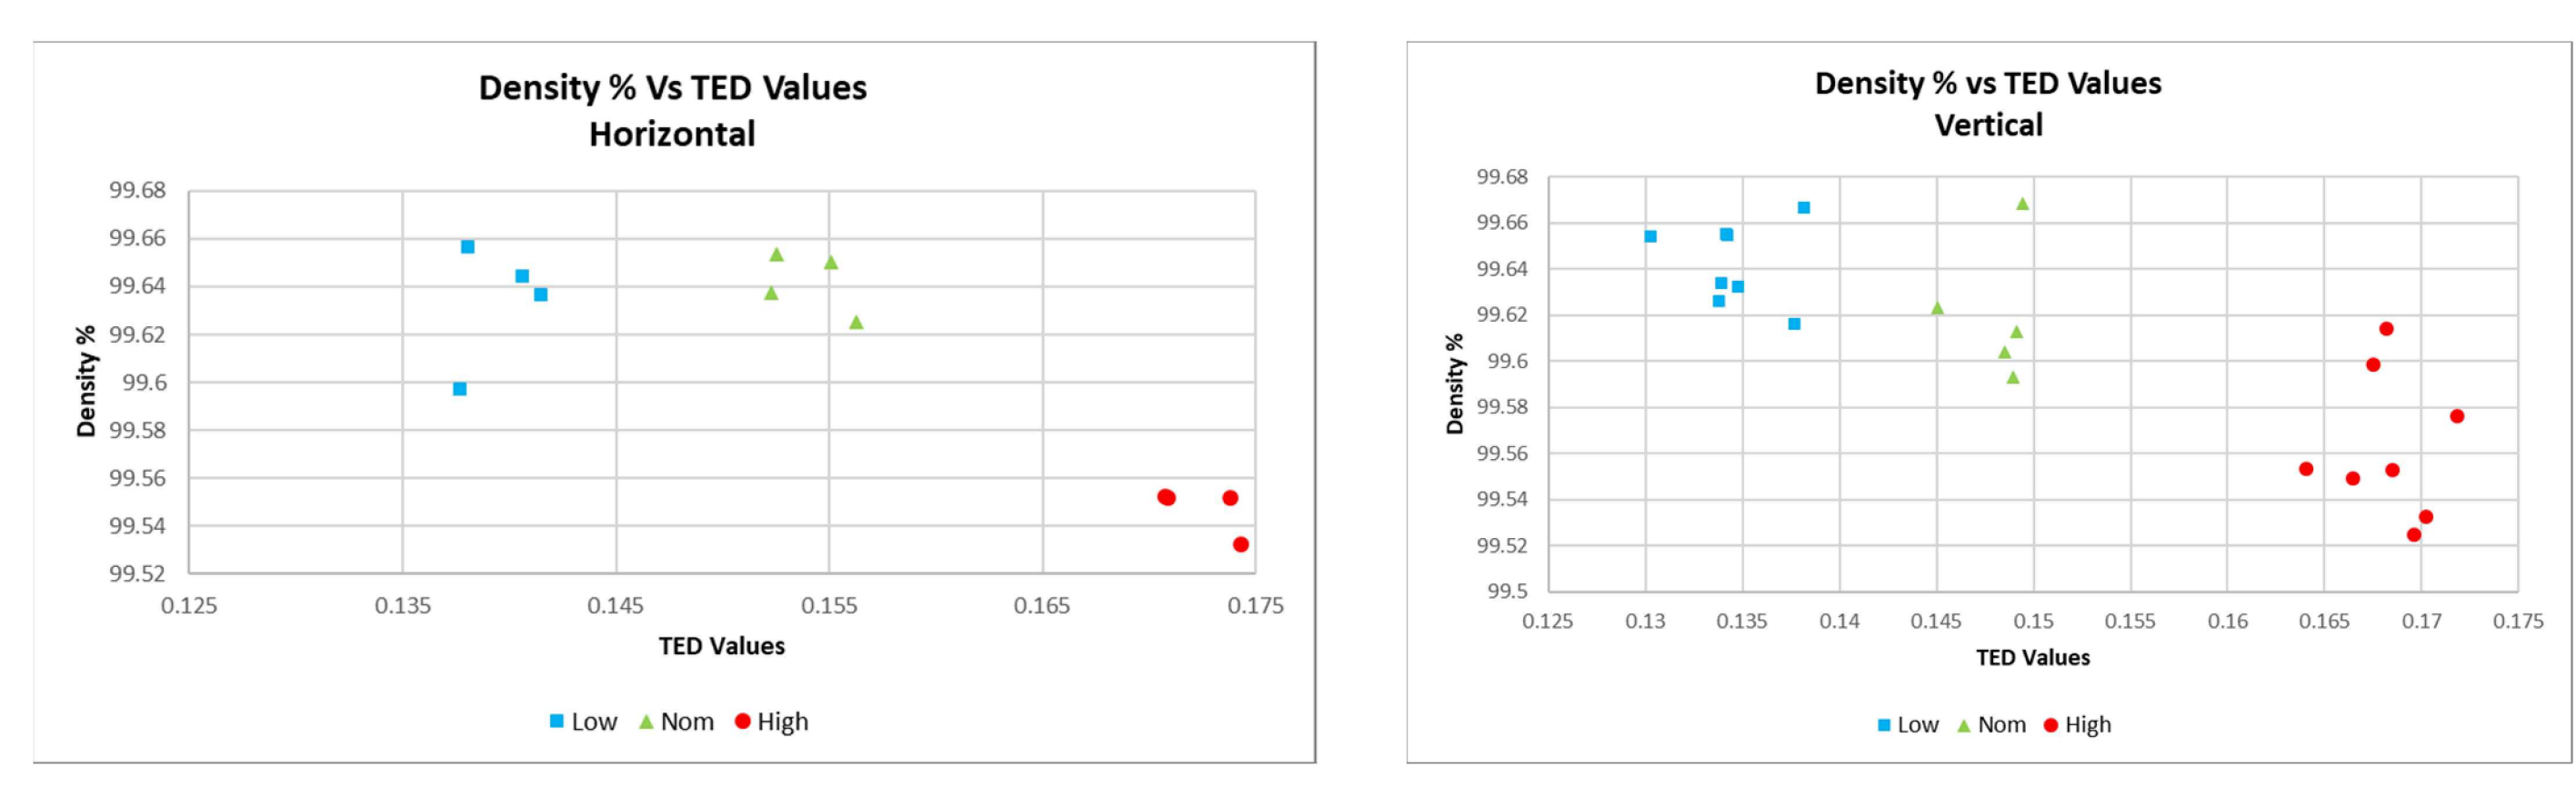 Density % Vs TED Values
Horizontal
99.68
99.66
99.64
99.62
99.6
99.58
99.56
99.54
99.52
Density %
0.125 0.135 0.145 0.155 0.165 0.175
TED Values
Low Nom High
Density % vs TED Values
Vertical
99.68
99.66
99.64
99.62
99.6
99.58
99.56
99.54
99.52
99.5
Density %
0.125 0.13 0.135 0.14 0.145 0.15 0.155 0.16 0.165 0.17 0.175
TED Values
Low Nom High